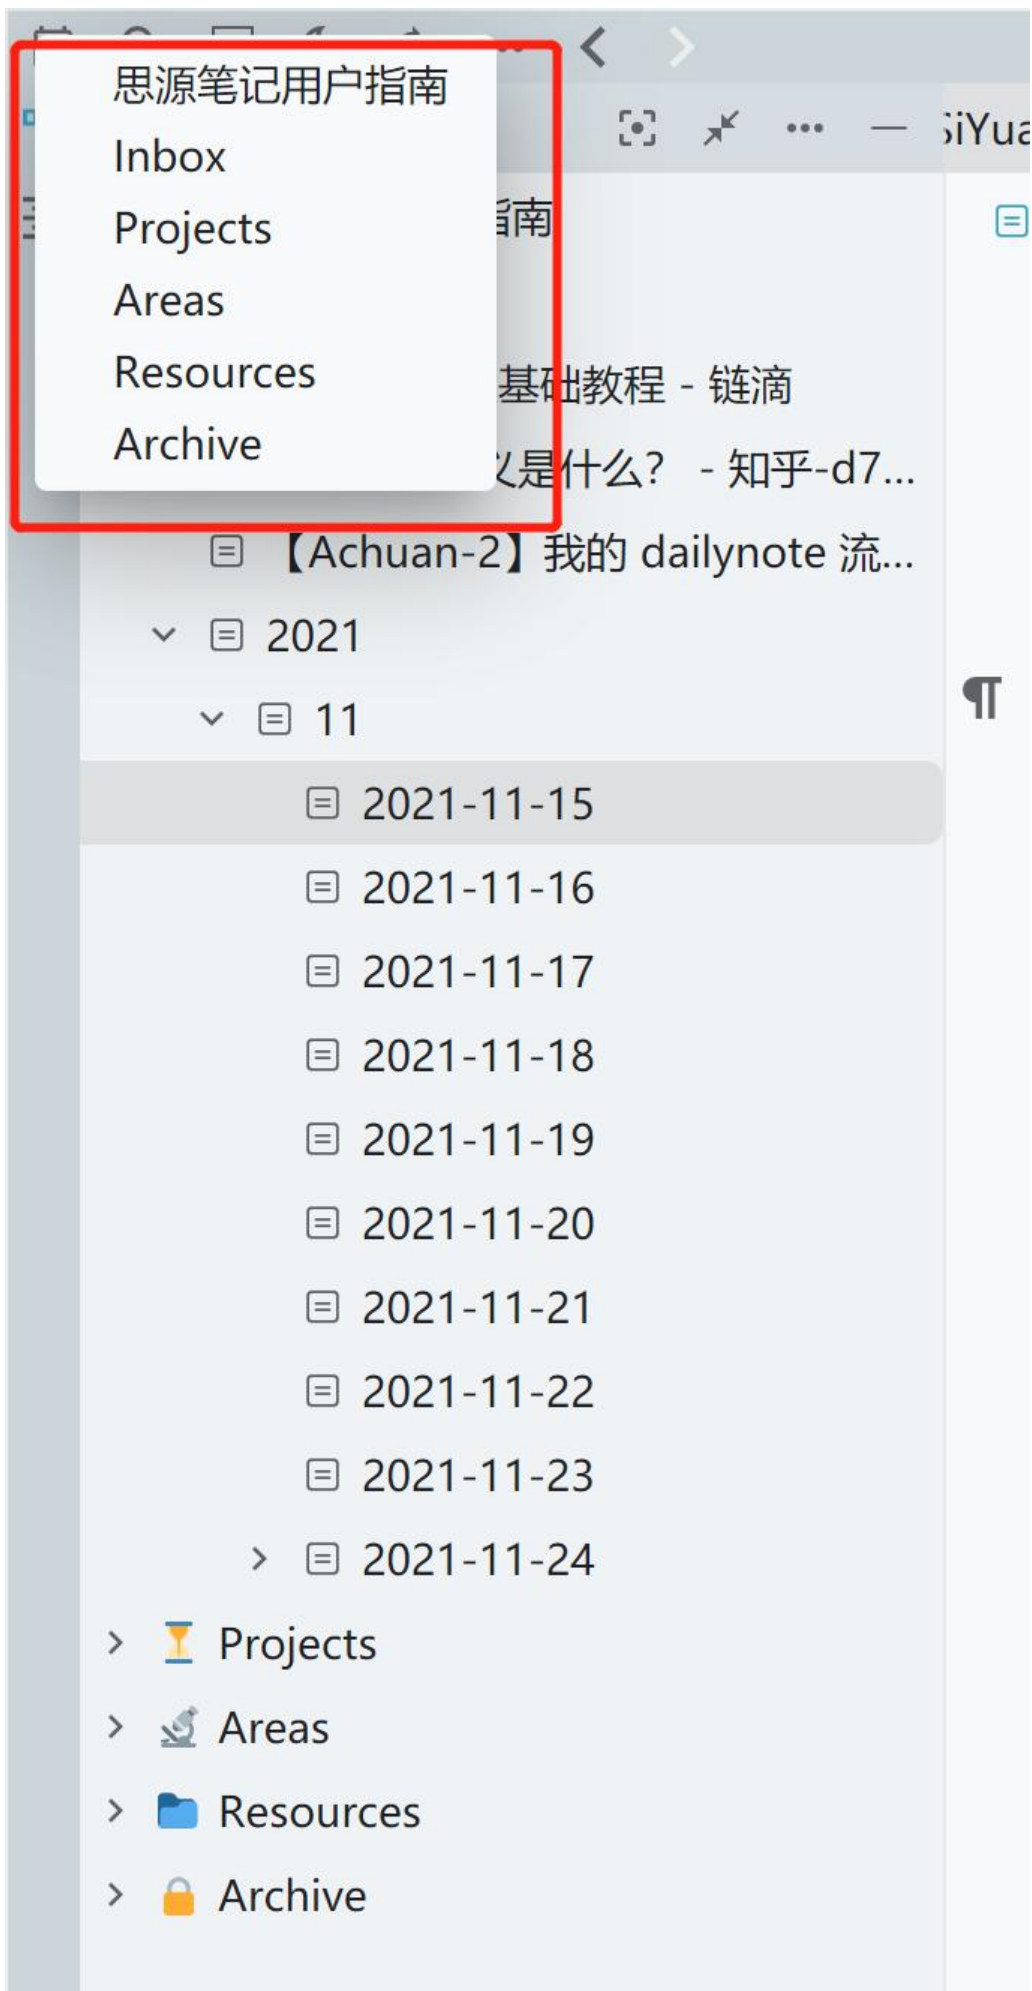 思源笔记用户指南
Inbox
Projects
Areas
Resources
Archive
指南
基础教程 - 链滴
义是什么？ - 知乎-d7...
【Achuan-2】我的 dailynote 流...
2021
11
2021-11-15
2021-11-16
2021-11-17
2021-11-18
2021-11-19
2021-11-20
2021-11-21
2021-11-22
2021-11-23
2021-11-24
Projects
Areas
Resources
Archive